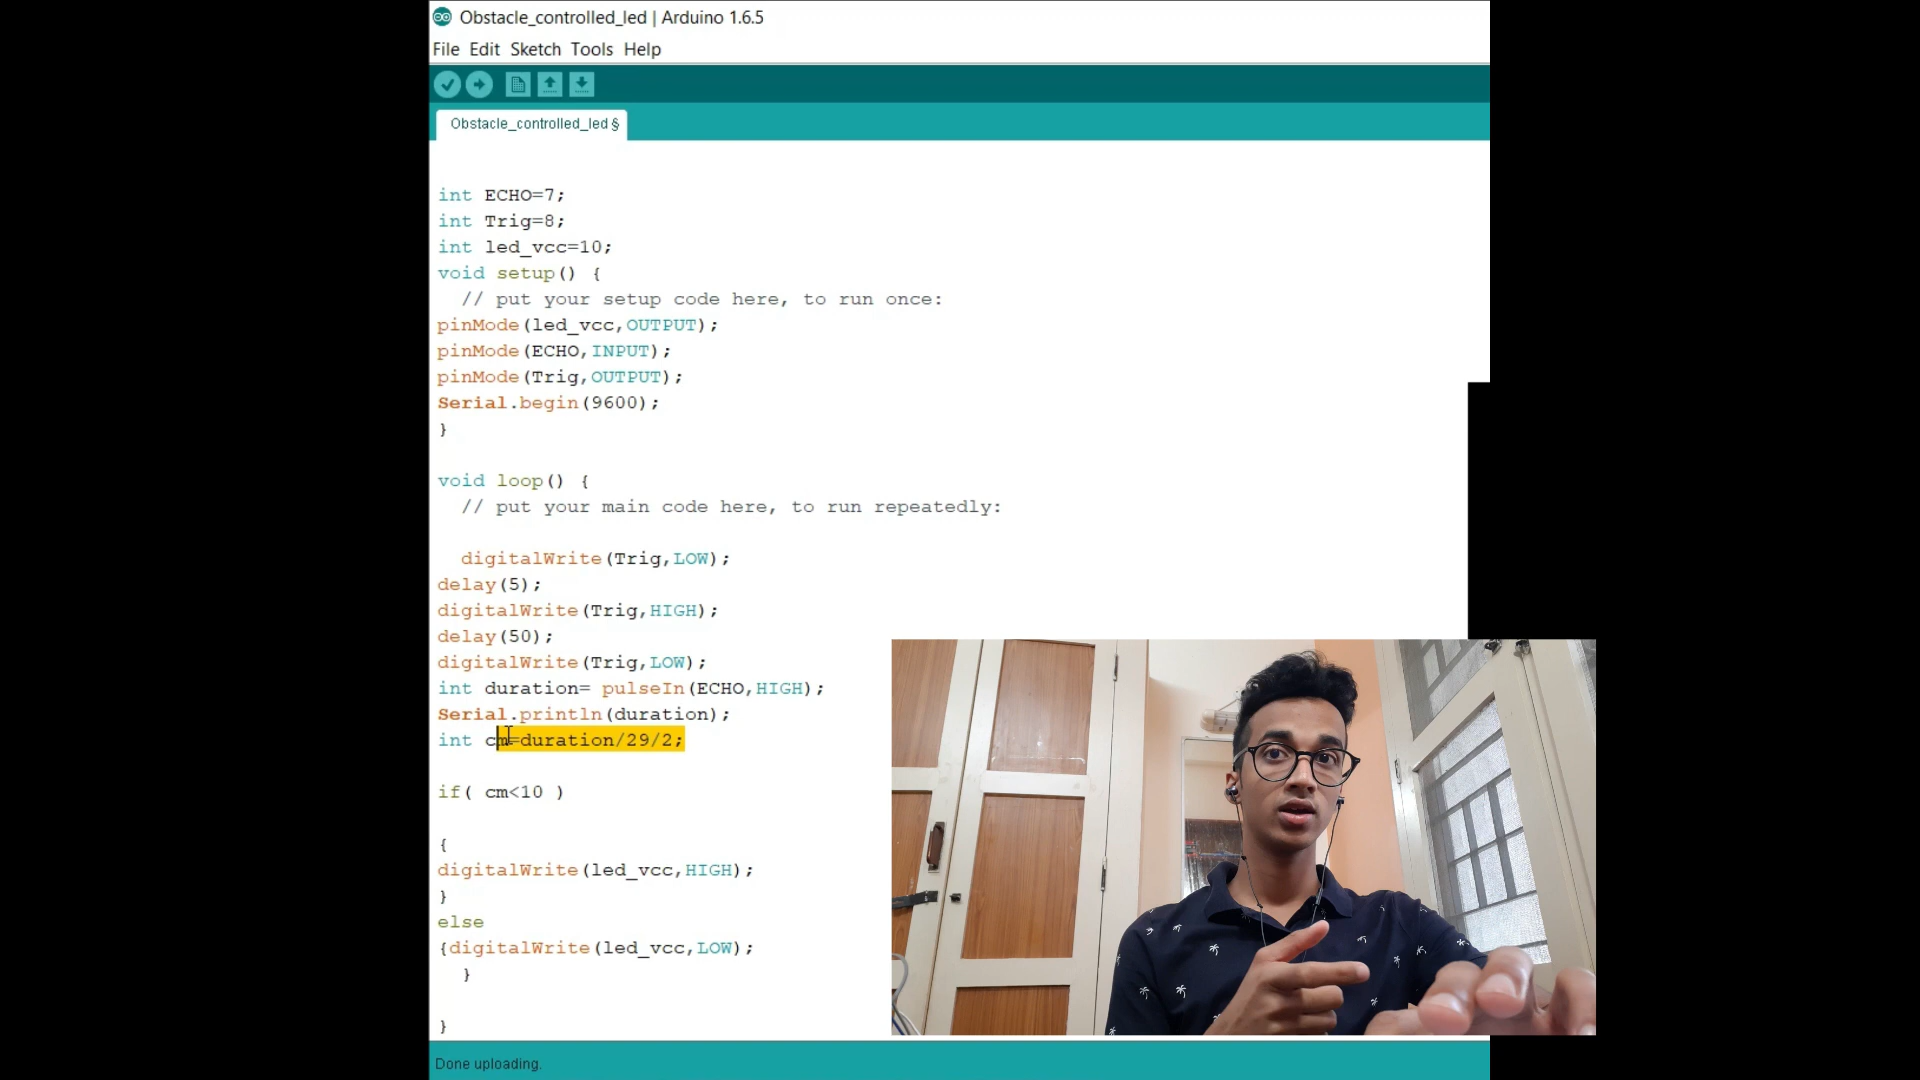 Obstacle_controlled_led | Arduino 1.6.5
File Edit Sketch Tools Help
Obstacle_controlled_led §
int ECHO=7;
int Trig=8;
int led_vcc=10;
void setup() {
// put your setup code here, to run once:
pinMode(led_vcc,OUTPUT);
pinMode(ECHO,INPUT);
pinMode(Trig,OUTPUT);
Serial.begin(9600);
}
void loop() {
// put your main code here, to run repeatedly:
digitalWrite(Trig,LOW);
delay(5);
digitalWrite(Trig,HIGH);
delay(50);
digitalWrite(Trig,LOW);
int duration= pulseIn(ECHO,HIGH);
Serial.println(duration);
int cm=duration/29/2;
if( cm<10 )
{
digitalWrite(led_vcc,HIGH);
}
else
{digitalWrite(led_vcc,LOW);
}
}
Done uploading.